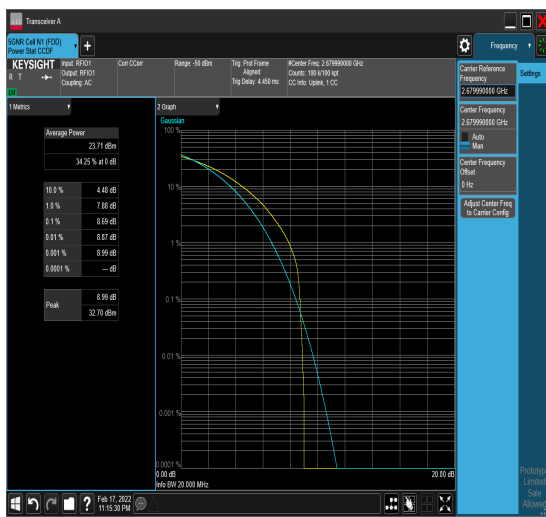 Transceiver A
5GNR Cell N1 (FDD)
Power Stat CCDF
Frequency
KEYSIGHT
R T
Input: RFIO1
Output: RFIO1
Coupling: AC
Corr CCorr
Range: -50 dBm
Trig: Prot Frame
Aligned
Trig Delay: 4.450 ms
#Center Freq: 2.679990000 GHz
Counts: 100 k/100 kpt
CC Info: Uplink, 1 CC
1 Metrics
Average Power
23.71 dBm
34.25 % at 0 dB
10.0 % 4.48 dB
1.0 % 7.88 dB
0.1 % 8.69 dB
0.01 % 8.87 dB
0.001 % 8.99 dB
0.0001 % --- dB
Peak
8.99 dB
32.70 dBm
2 Graph
Gaussian
100 %
10 %
1 %
0.1 %
0.01 %
0.001 %
0.0001 %
0.00 dB
20.00 dB
Info BW 20.000 MHz
Carrier Reference
Frequency
2.679990000 GHz
Center Frequency
2.679990000 GHz
Auto
Man
Center Frequency
Offset
0 Hz
Adjust Center Freq
to Carrier Config
Settings
Prototyp
Limited
Sale
Allowed
Feb 17, 2022
11:15:30 PM